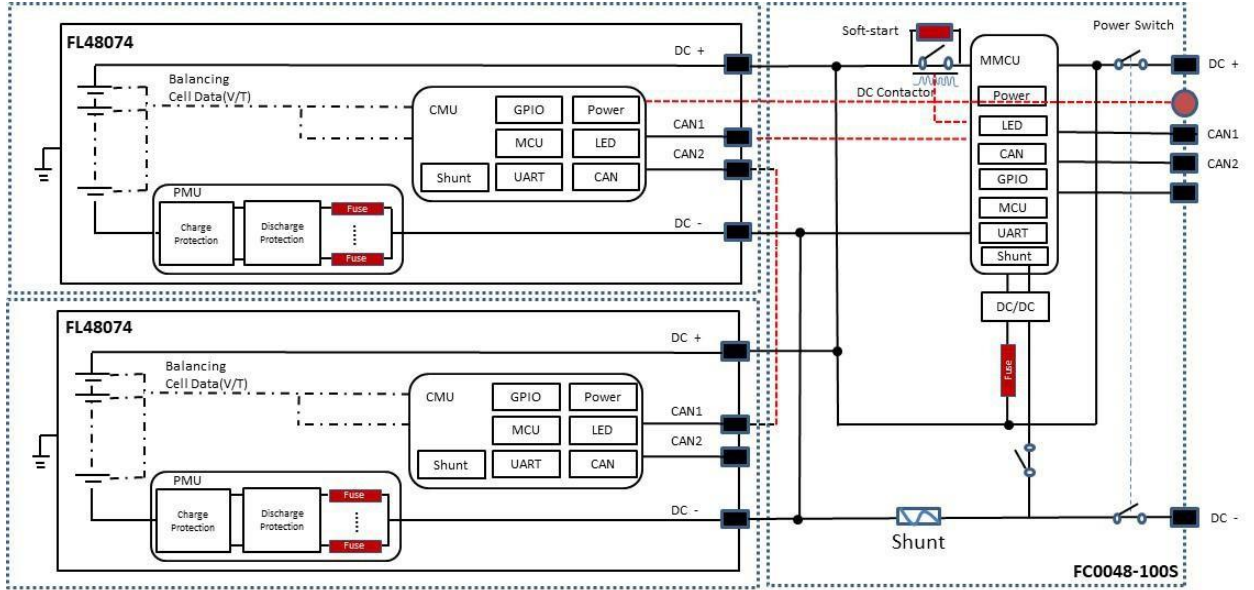 FL48074
DC +
Balancing
Cell Data(V/T)
CMU
GPIO
Power
CAN1
MCU
LED
CAN2
Shunt
UART
CAN
PMU
Charge
Protection
Discharge
Protection
Fuse
Fuse
DC -
FL48074
DC +
Balancing
Cell Data(V/T)
CMU
GPIO
Power
CAN1
MCU
LED
CAN2
Shunt
UART
CAN
PMU
Charge
Protection
Discharge
Protection
Fuse
Fuse
DC -
Soft-start
DC Contactor
MMCU
Power
LED
CAN
GPIO
MCU
UART
Shunt
DC/DC
Fuse
Power Switch
DC +
CAN1
CAN2
Shunt
DC -
FC0048-100S